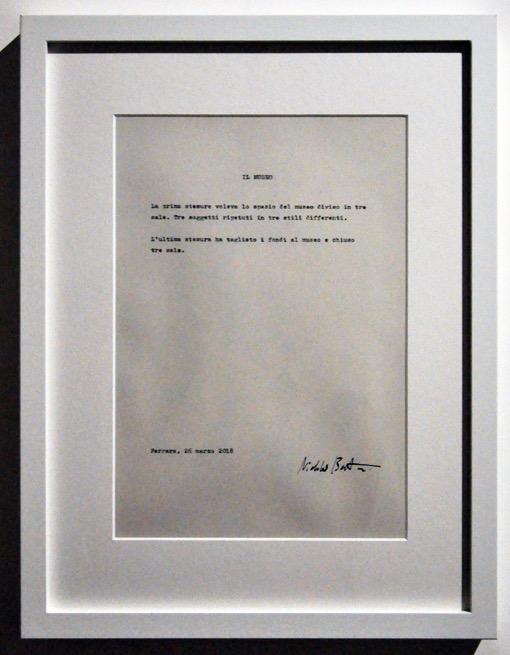 IL MUSEO
La prima stesura voleva lo spazio del museo diviso in tre
sale. Tre soggetti ripetuti in tre stili differenti.
L'ultima stesura ha tagliato i fondi al museo e chiuso
tre sale.
Ferrara, 26 marzo 2018